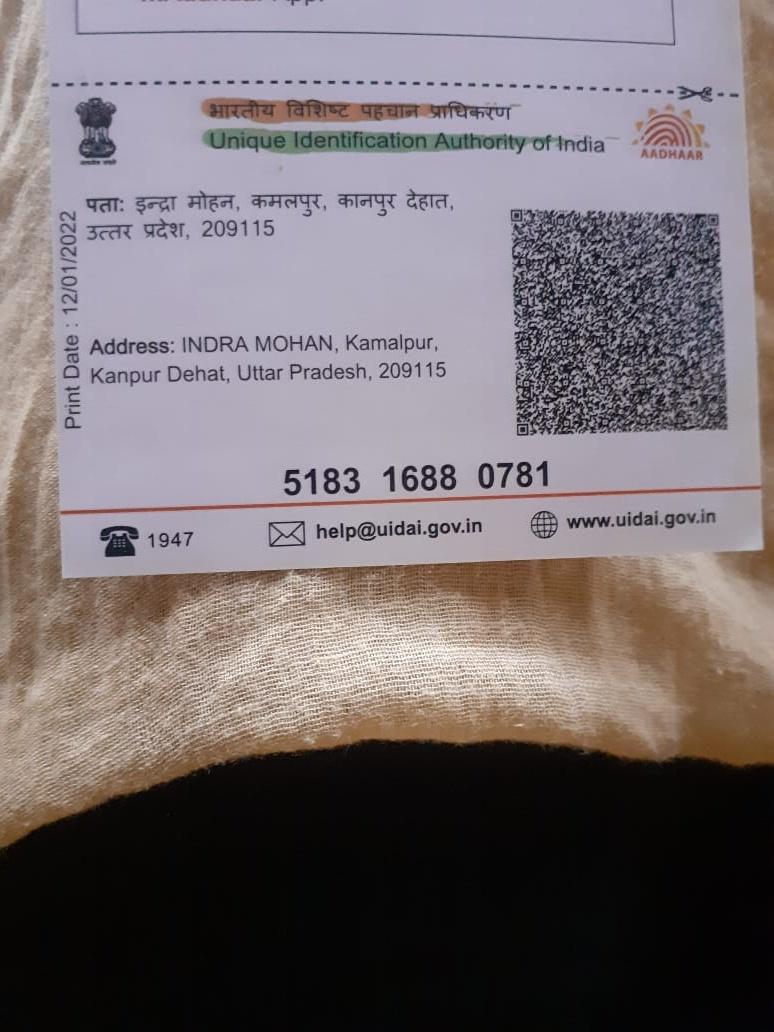 भारतीय विशिष्ट पहचान प्राधिकरण
Unique Identification Authority of India
AADHAAR
पता: इन्द्रा मोहन, कमलपुर, कानपुर देहात,
उत्तर प्रदेश, 209115
Print Date : 12/01/2022
Address: INDRA MOHAN, Kamalpur,
Kanpur Dehat, Uttar Pradesh, 209115
5183 1688 0781
1947
help@uidai.gov.in
www.uidai.gov.in